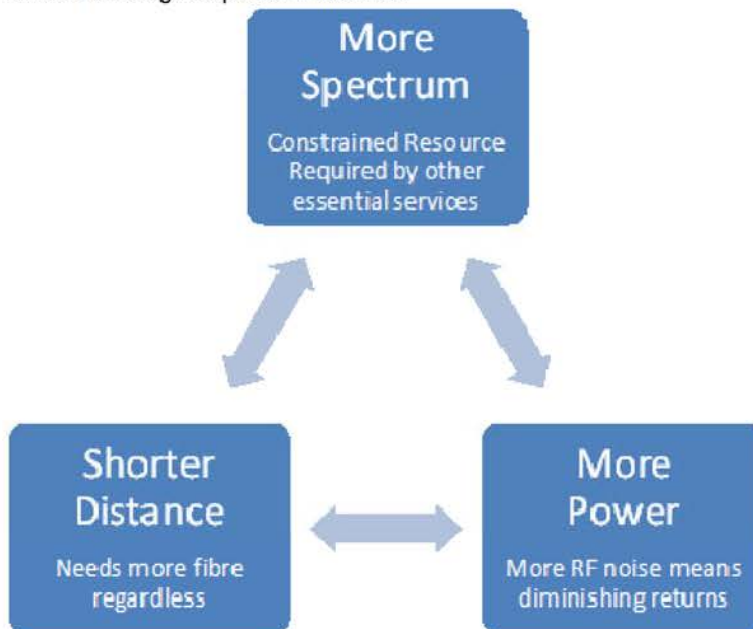 More
Spectrum
Constrained Resource
Required by other
essential services
Shorter
Distance
Needs more fibre
regardless
More
Power
More RF noise means
diminishing returns